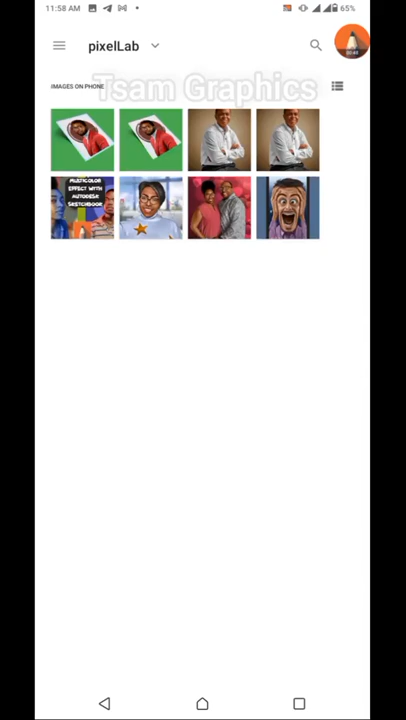 11:58 AM
65%
pixelLab
IMAGES ON PHONE
Tsam Graphics
MULTICOLOR
EFFECT WITH
AUTODESK
SKETCHBOOK